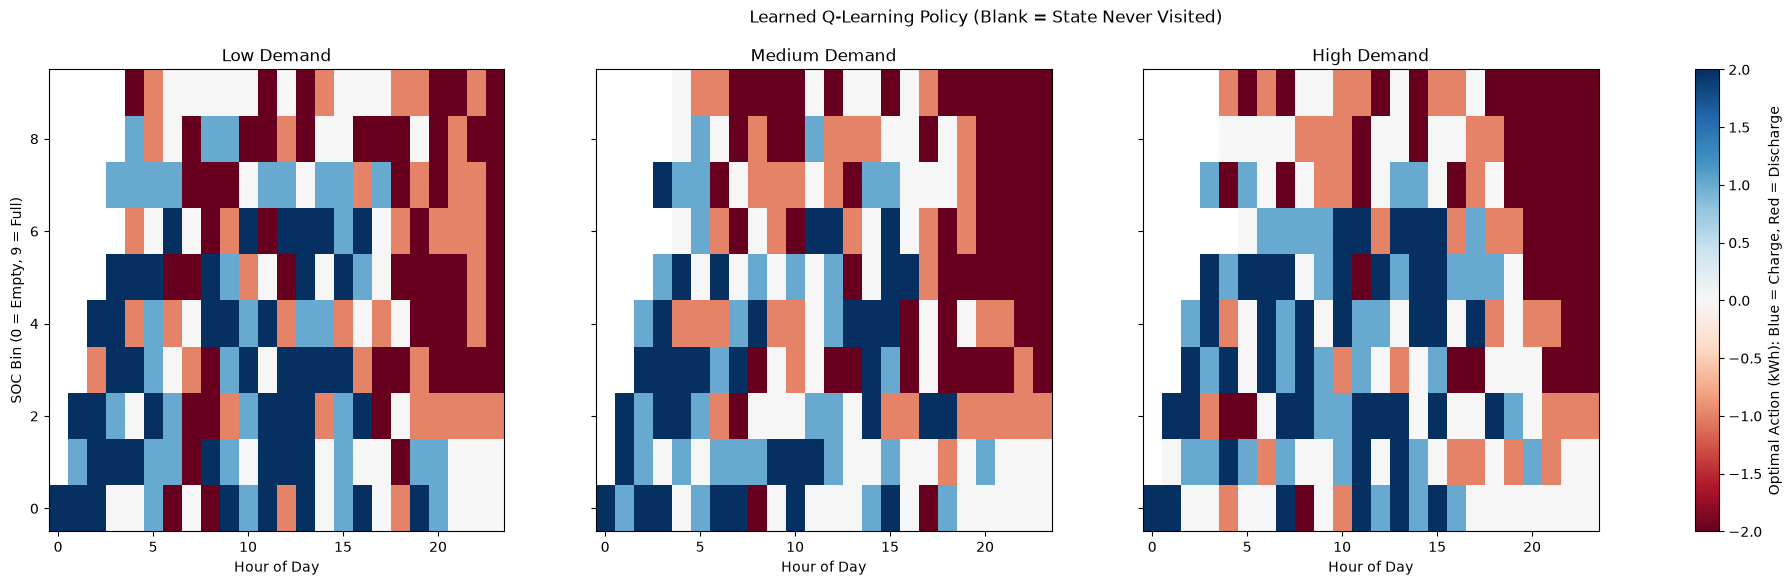 Learned Q-Learning Policy (Blank = State Never Visited)
Low Demand
Medium Demand
High Demand
SOC Bin (0 = Empty, 9 = Full)
8
6
4
2
0
0 5 10 15 20
Hour of Day
0 5 10 15 20
Hour of Day
0 5 10 15 20
Hour of Day
2.0
1.5
1.0
0.5
0.0
−0.5
−1.0
−1.5
−2.0
Optimal Action (kWh): Blue = Charge, Red = Discharge